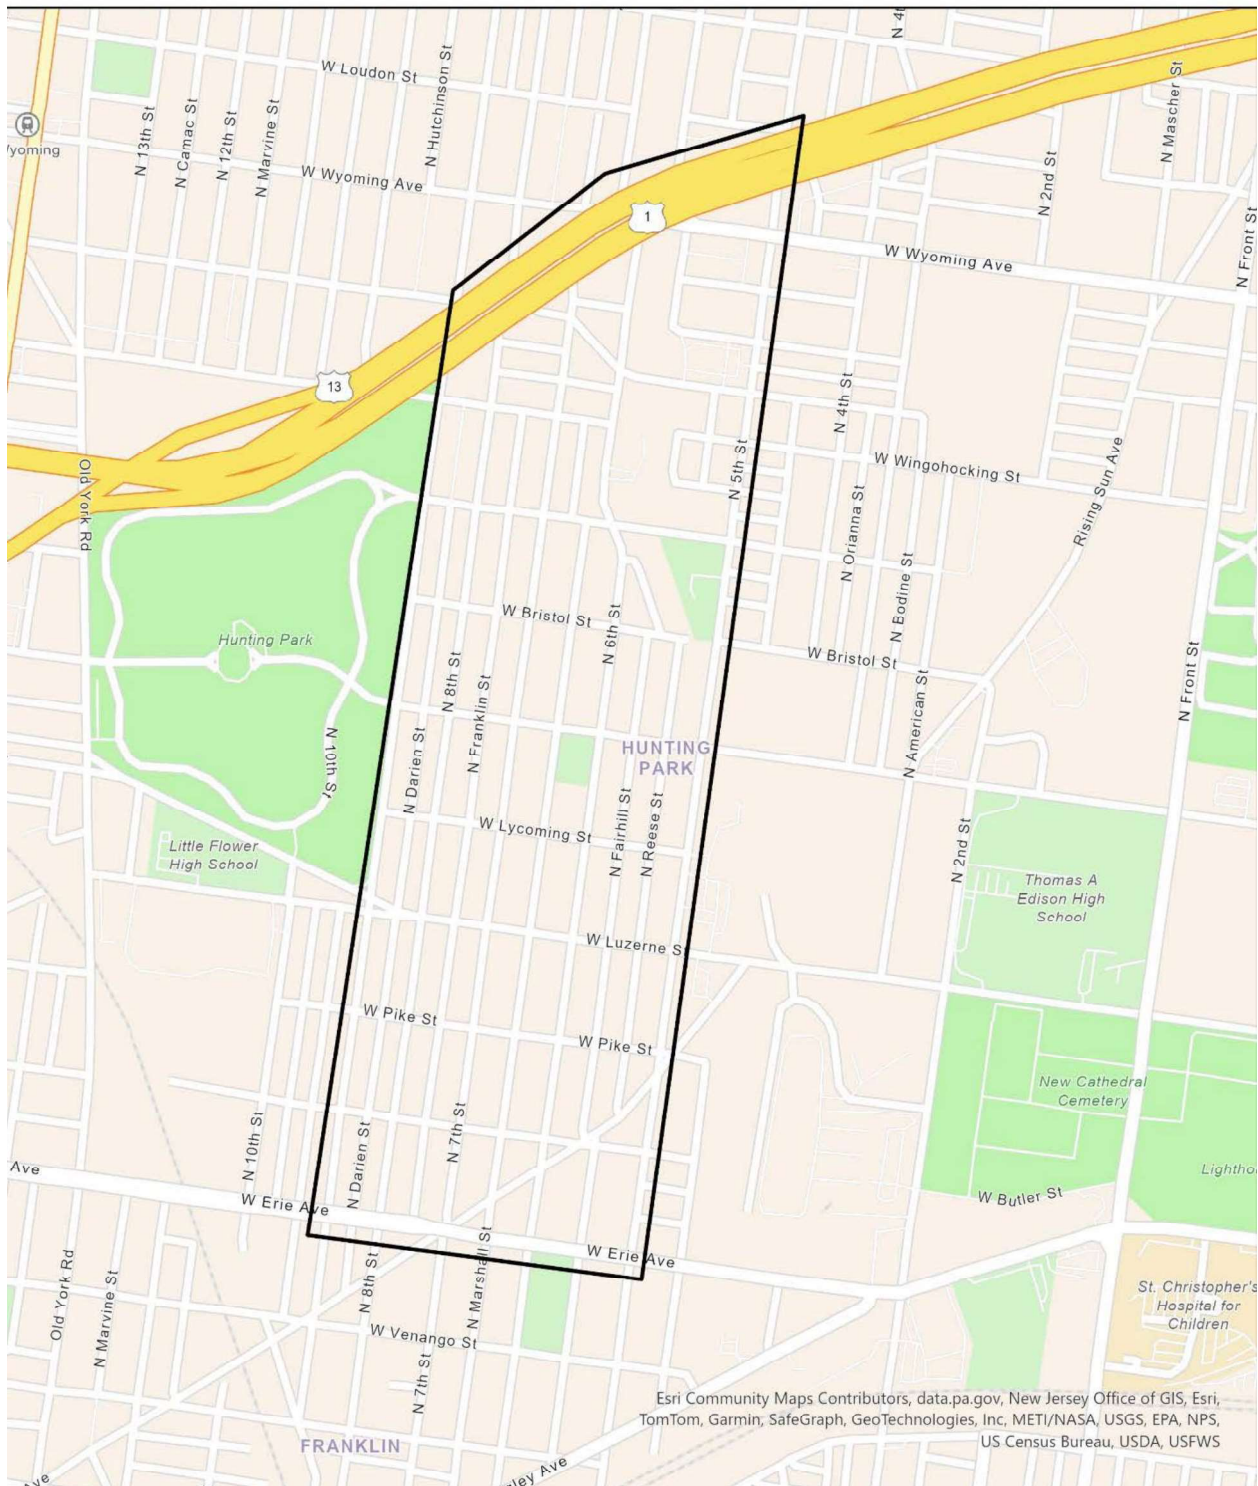 N 4t
W Loudon St
N Hutchinson St
N Mascher St
N 13th St
N Camac St
N 12th St
N Marvine St
Wyoming
W Wyoming Ave
N 2nd St
1
N Front St
W Wyoming Ave
13
N 4th St
N 5th St
W Wingohocking St
Old York Rd
Rising Sun Ave
N Orianna St
N Bodine St
W Bristol St
N 6th St
Hunting Park
W Bristol St
N 8th St
N Franklin St
N American St
N Front St
N 10th St
N Darien St
HUNTING
PARK
W Lycoming St
N Fairhill St
N Reese St
N 2nd St
Little Flower
High School
Thomas A
Edison High
School
W Luzerne St
W Pike St
W Pike St
New Cathedral
Cemetery
N 10th St
N Darien St
N 7th St
Ave
W Erie Ave
W Butler St
Lightho
W Erie Ave
Old York Rd
N Marvine St
N 8th St
N Marshall St
W Venango St
N 7th St
St. Christopher's
Hospital for
Children
Esri Community Maps Contributors, data.pa.gov, New Jersey Office of GIS, Esri,
TomTom, Garmin, SafeGraph, GeoTechnologies, Inc, METI/NASA, USGS, EPA, NPS,
US Census Bureau, USDA, USFWS
FRANKLIN
ley Ave
Ave